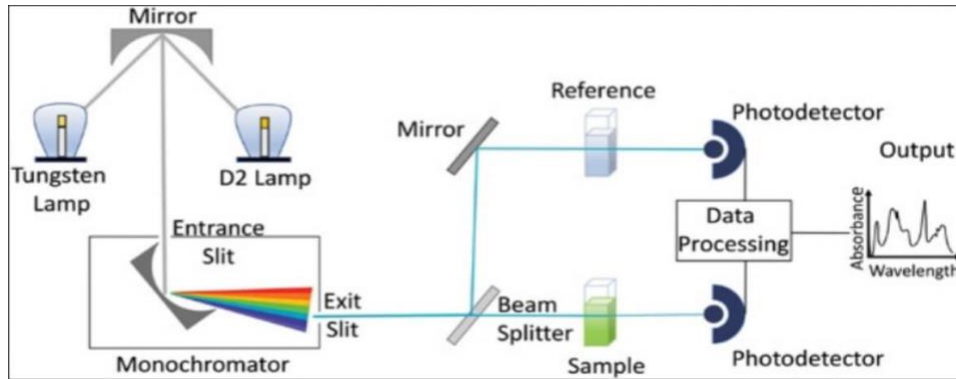 Mirror
Tungsten
Lamp
D2 Lamp
Entrance
Slit
Exit
Slit
Monochromator
Mirror
Beam
Splitter
Reference
Sample
Photodetector
Photodetector
Data
Processing
Output
Absorbance
Wavelength